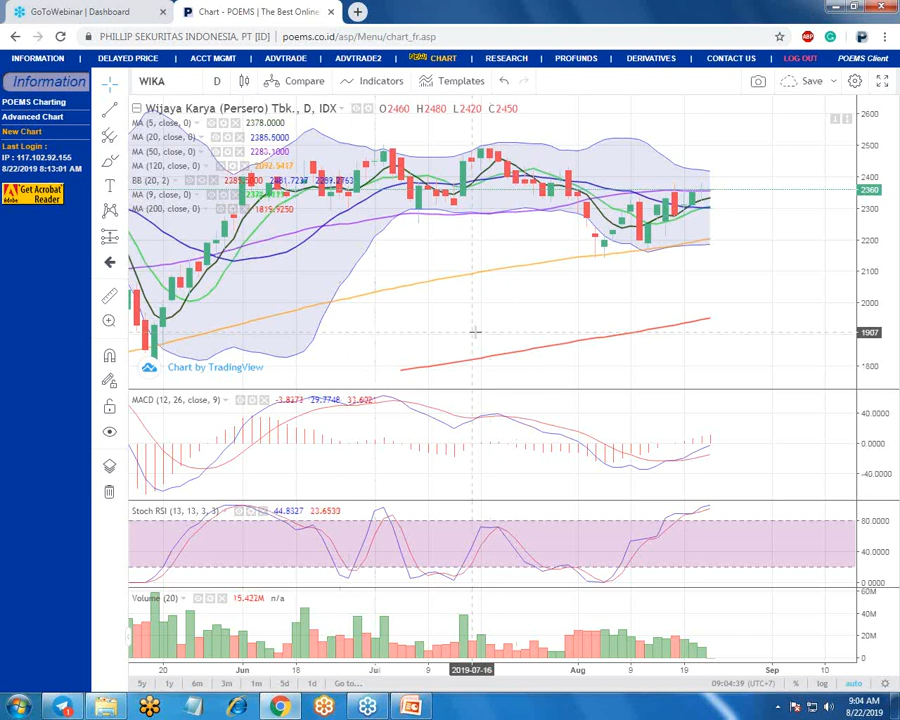 GoToWebinar | Dashboard
Chart - POEMS | The Best Online
PHILLIP SEKURITAS INDONESIA, PT [ID] | poems.co.id/asp/Menu/chart_fr.asp
INFORMATION DELAYED PRICE ACCT MGMT ADVTRADE ADVTRADE2 NEW! CHART RESEARCH PROFUNDS DERIVATIVES CONTACT US LOG OUT POEMS Client
Information
POEMS Charting
Advanced Chart
New Chart
Last Login :
IP : 117.102.92.155
8/22/2019 8:13:01 AM
Get Acrobat
Reader
WIKA D Compare Indicators Templates Save
Wijaya Karya (Persero) Tbk., D, IDX O2460 H2480 L2420 C2450
MA (5, close, 0) 2378.0000
MA (20, close, 0) 2385.5000
MA (50, close, 0) 2283.1000
MA (120, close, 0)
BB (20, 2)
MA (9, close, 0)
MA (200, close, 0)
2600
2500
2400
2360
2300
2200
2100
2000
1907
1800
Chart by TradingView
MACD (12, 26, close, 9)
40.0000
0.0000
-40.0000
Stoch RSI (13, 13, 3, 3) 44.8337 23.6533
80.0000
40.0000
0.0000
Volume (20) 15.422M n/a
60M
40M
20M
0
20 Jun 18 Jul 9 2019-07-16 Aug 9 19 Sep 10
5y 1y 6m 3m 1m 5d 1d Go to... 09:04:39 (UTC+7) % log auto
9:04 AM
8/22/2019